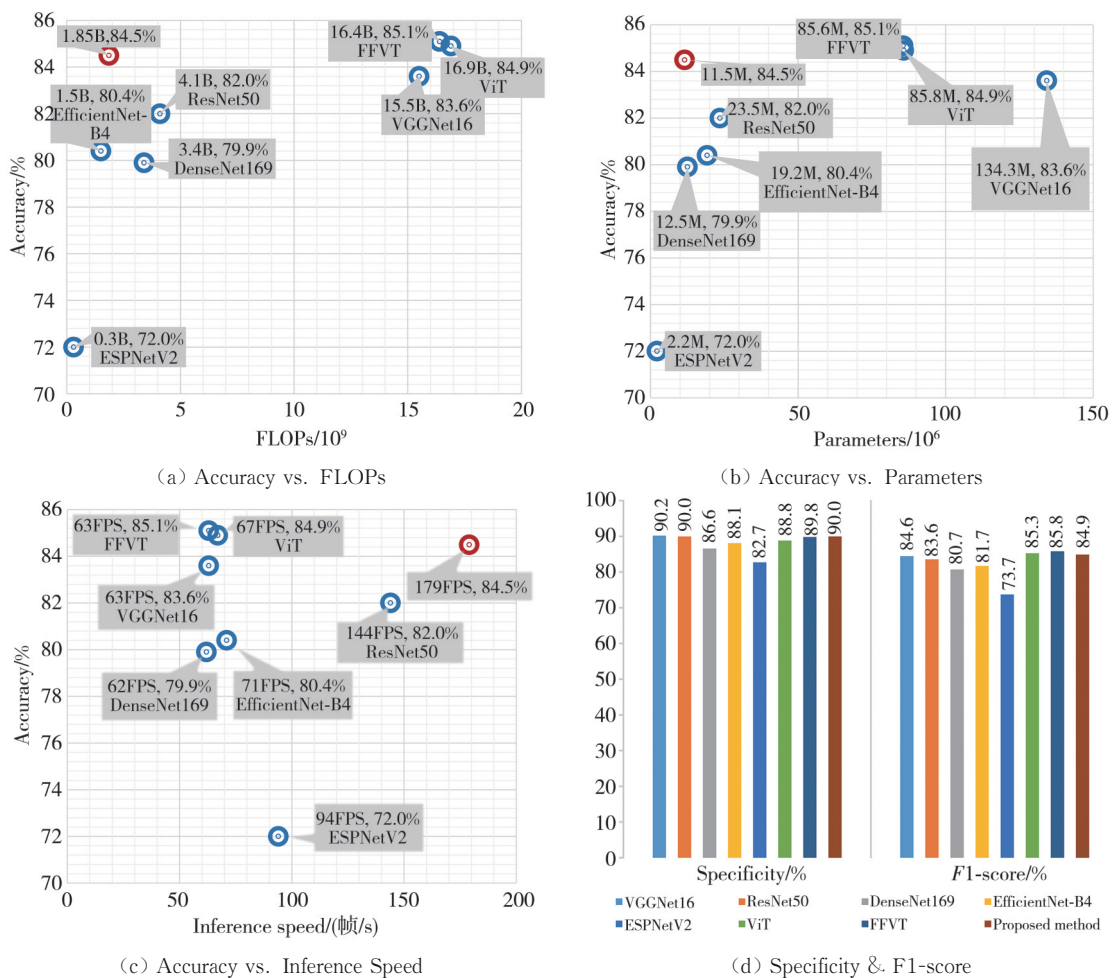 86
84
82
80
78
76
74
72
70
Accuracy/%
1.85B,84.5%
4.1B, 82.0%
ResNet50
1.5B, 80.4%
EfficientNet-
B4
3.4B, 79.9%
DenseNet169
16.4B, 85.1%
FFVT
16.9B, 84.9%
ViT
15.5B, 83.6%
VGGNet16
0.3B, 72.0%
ESPNetV2
0 5 10 15 20
FLOPs/10⁹
(a) Accuracy vs. FLOPs
86
84
82
80
78
76
74
72
70
Accuracy/%
85.6M, 85.1%
FFVT
11.5M, 84.5%
85.8M, 84.9%
ViT
23.5M, 82.0%
ResNet50
19.2M, 80.4%
EfficientNet-B4
134.3M, 83.6%
VGGNet16
12.5M, 79.9%
DenseNet169
2.2M, 72.0%
ESPNetV2
0 50 100 150
Parameters/10⁶
(b) Accuracy vs. Parameters
86
84
82
80
78
76
74
72
70
Accuracy/%
63FPS, 85.1%
FFVT
67FPS, 84.9%
ViT
179FPS, 84.5%
63FPS, 83.6%
VGGNet16
144FPS, 82.0%
ResNet50
62FPS, 79.9%
DenseNet169
71FPS, 80.4%
EfficientNet-B4
94FPS, 72.0%
ESPNetV2
0 50 100 150 200
Inference speed/(帧/s)
(c) Accuracy vs. Inference Speed
100
90
80
70
60
50
40
30
20
10
0
90.2 90.0 86.6 88.1 82.7 88.8 89.8 90.0
84.6 83.6 80.7 81.7 73.7 85.3 85.8 84.9
Specificity/% F1-score/%
VGGNet16 ResNet50 DenseNet169 EfficientNet-B4
ESPNetV2 ViT FFVT Proposed method
(d) Specificity & F1-score